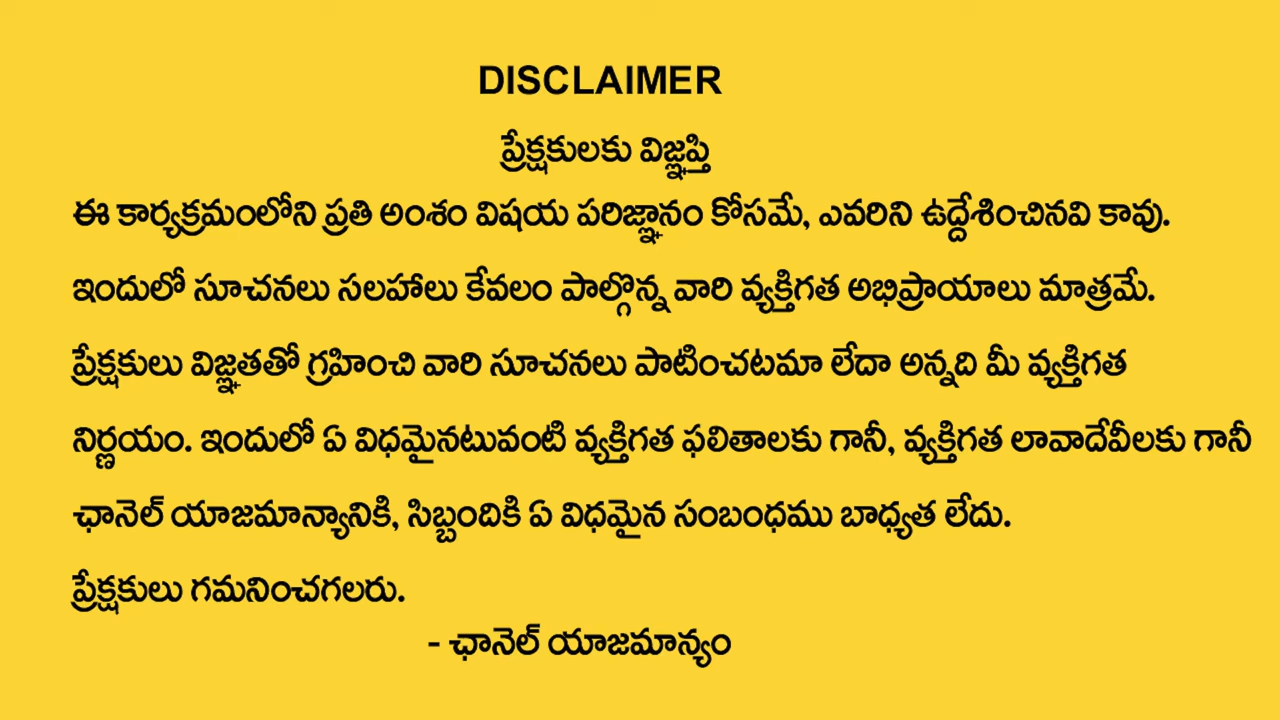 DISCLAIMER
ప్రేక్షకులకు విజ్ఞప్తి
ఈ కార్యక్రమంలోని ప్రతి అంశం విషయ పరిజ్ఞానం కోసమే, ఎవరిని ఉద్దేశించినవి కావు.
ఇందులో సూచనలు సలహాలు కేవలం పాల్గొన్న వారి వ్యక్తిగత అభిప్రాయాలు మాత్రమే.
ప్రేక్షకులు విజ్ఞతతో గ్రహించి వారి సూచనలు పాటించటమా లేదా అన్నది మీ వ్యక్తిగత
నిర్ణయం. ఇందులో ఏ విధమైనటువంటి వ్యక్తిగత ఫలితాలకు గానీ, వ్యక్తిగత లావాదేవీలకు గానీ
ఛానెల్ యాజమాన్యానికి, సిబ్బందికి ఏ విధమైన సంబంధము బాధ్యత లేదు.
ప్రేక్షకులు గమనించగలరు.
- ఛానెల్ యాజమాన్యం